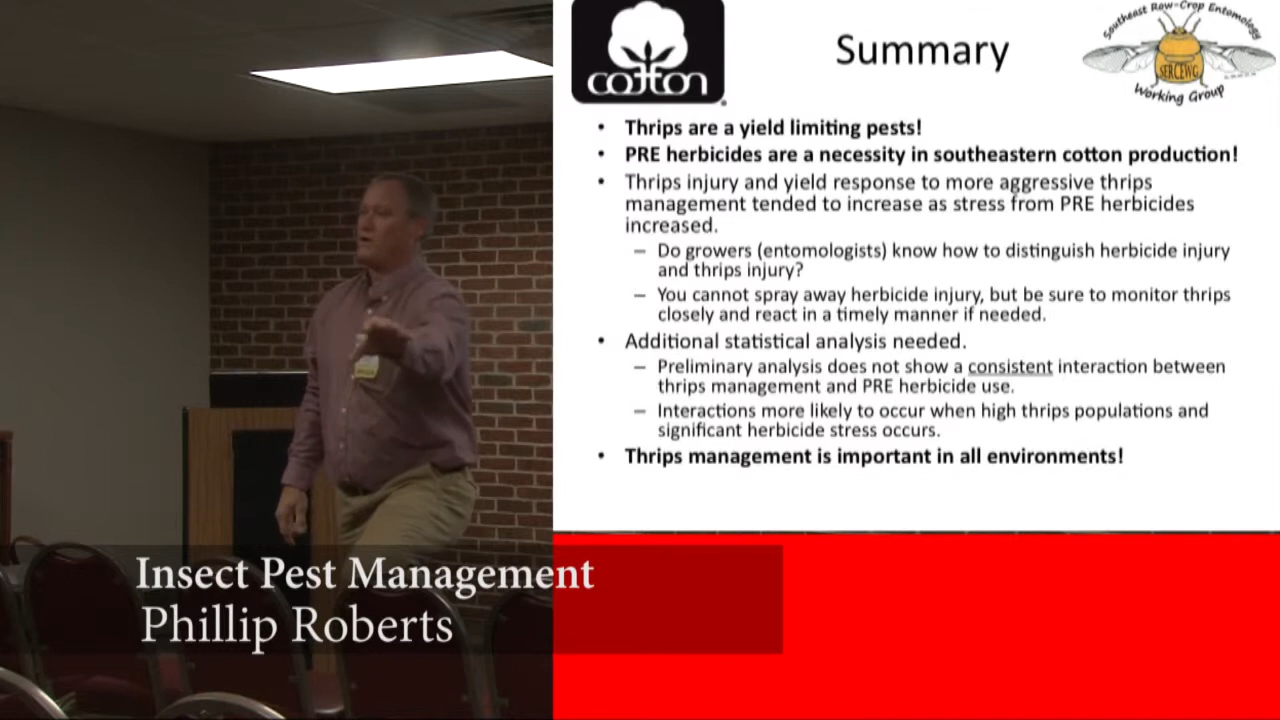 cotton
Summary
Southeast Row-Crop Entomology
SERCEWG
Working Group
• Thrips are a yield limiting pests!
• PRE herbicides are a necessity in southeastern cotton production!
• Thrips injury and yield response to more aggressive thrips
management tended to increase as stress from PRE herbicides
increased.
– Do growers (entomologists) know how to distinguish herbicide injury
and thrips injury?
– You cannot spray away herbicide injury, but be sure to monitor thrips
closely and react in a timely manner if needed.
• Additional statistical analysis needed.
– Preliminary analysis does not show a consistent interaction between
thrips management and PRE herbicide use.
– Interactions more likely to occur when high thrips populations and
significant herbicide stress occurs.
• Thrips management is important in all environments!
Insect Pest Management
Phillip Roberts